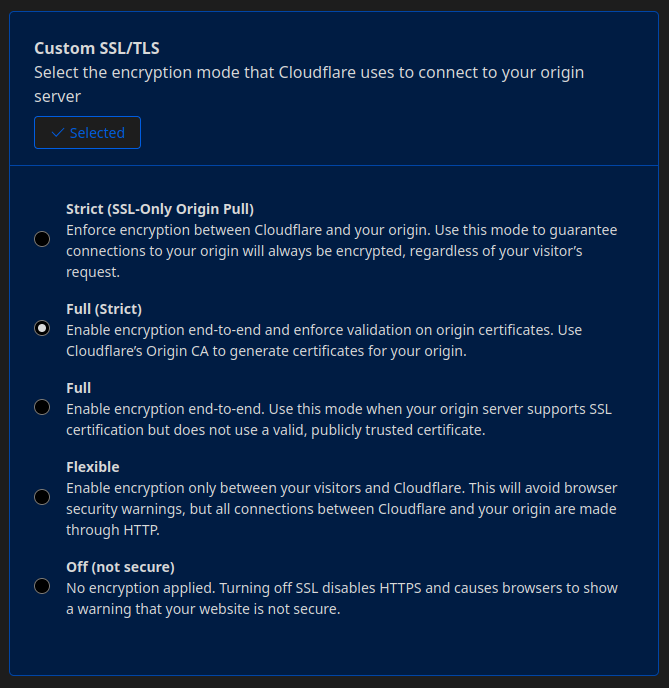 Custom SSL/TLS
Select the encryption mode that Cloudflare uses to connect to your origin
server
Selected
Strict (SSL-Only Origin Pull)
Enforce encryption between Cloudflare and your origin. Use this mode to guarantee
connections to your origin will always be encrypted, regardless of your visitor’s
request.
Full (Strict)
Enable encryption end-to-end and enforce validation on origin certificates. Use
Cloudflare’s Origin CA to generate certificates for your origin.
Full
Enable encryption end-to-end. Use this mode when your origin server supports SSL
certification but does not use a valid, publicly trusted certificate.
Flexible
Enable encryption only between your visitors and Cloudflare. This will avoid browser
security warnings, but all connections between Cloudflare and your origin are made
through HTTP.
Off (not secure)
No encryption applied. Turning off SSL disables HTTPS and causes browsers to show
a warning that your website is not secure.